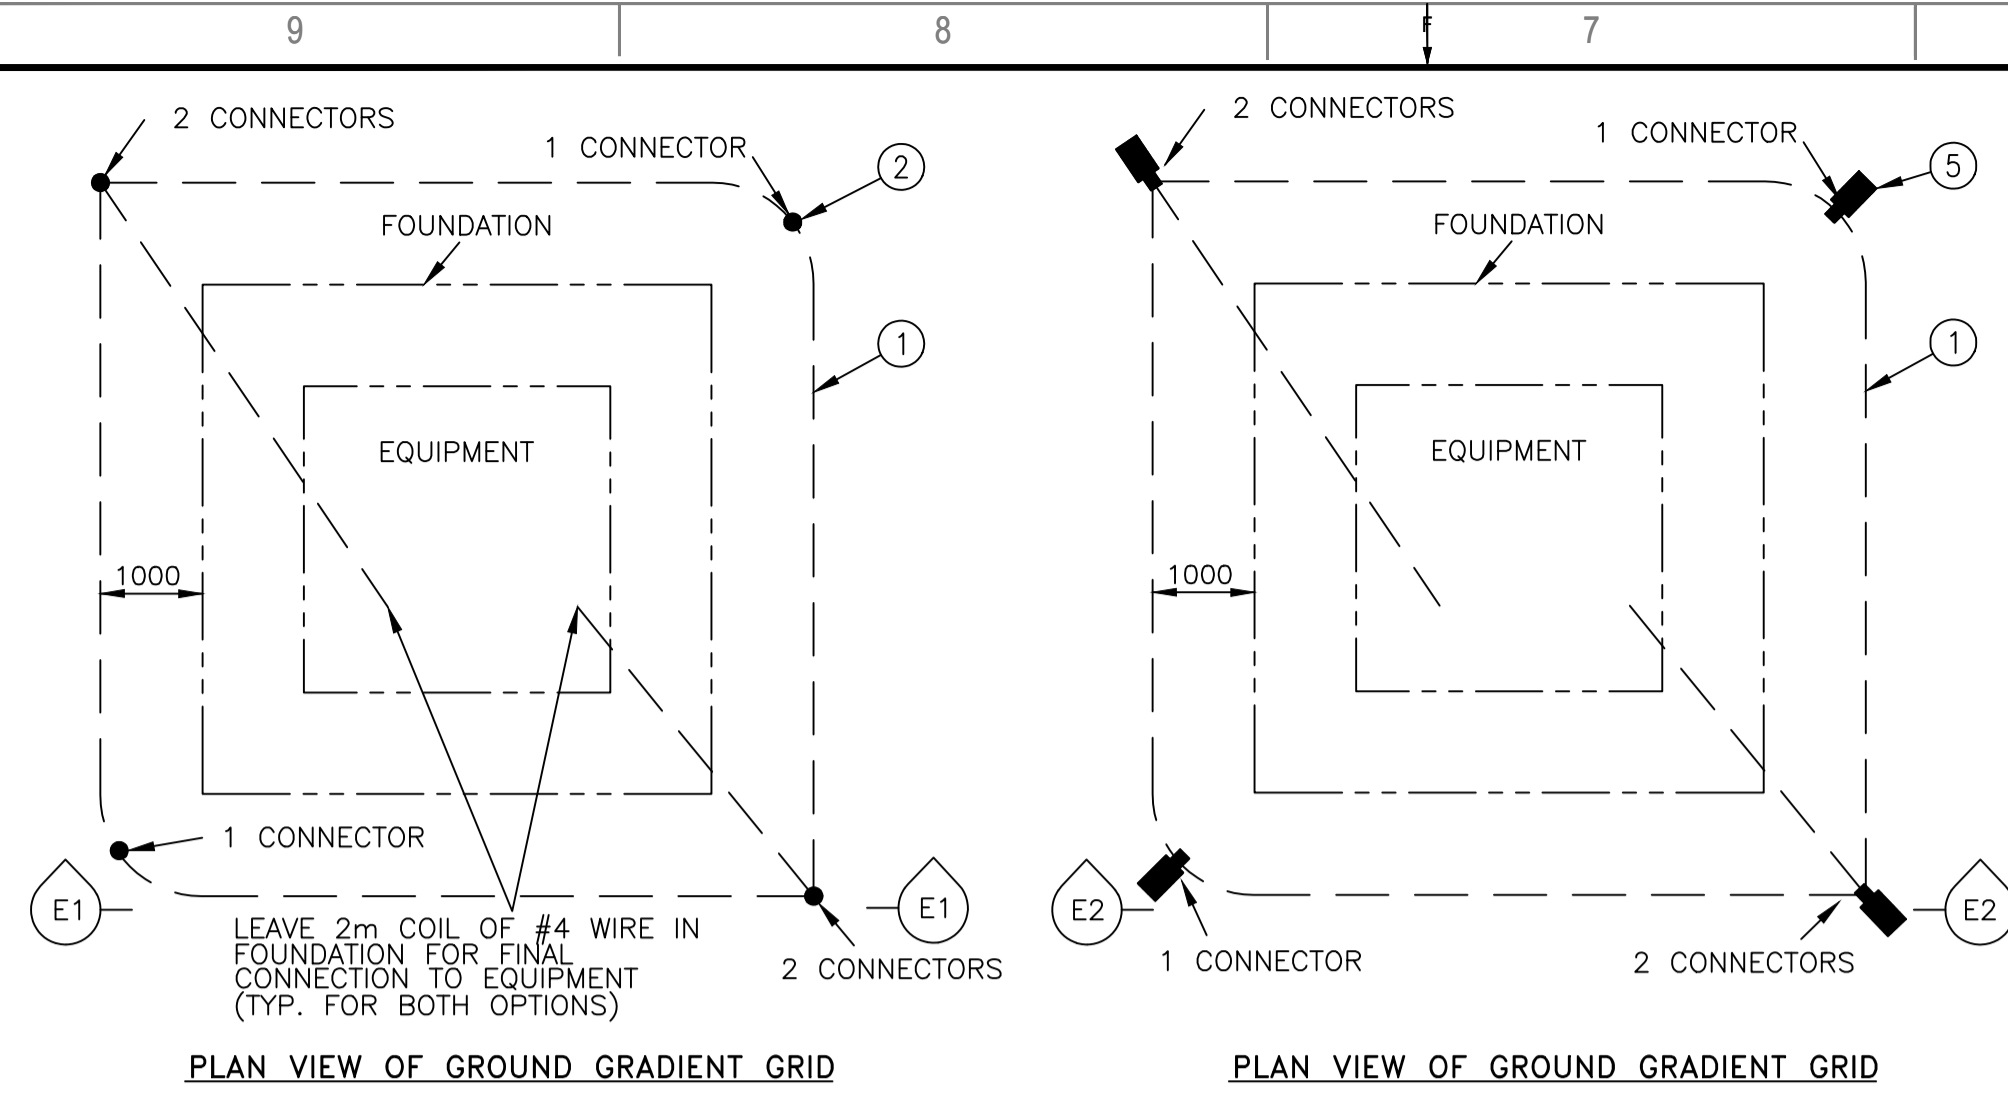 9
8
F
7
2 CONNECTORS
1 CONNECTOR
2
FOUNDATION
1
EQUIPMENT
1000
1 CONNECTOR
E1
E1
LEAVE 2m COIL OF #4 WIRE IN
FOUNDATION FOR FINAL
CONNECTION TO EQUIPMENT
(TYP. FOR BOTH OPTIONS)
2 CONNECTORS
PLAN VIEW OF GROUND GRADIENT GRID
2 CONNECTORS
1 CONNECTOR
5
FOUNDATION
1
EQUIPMENT
1000
E2
E2
1 CONNECTOR
2 CONNECTORS
PLAN VIEW OF GROUND GRADIENT GRID